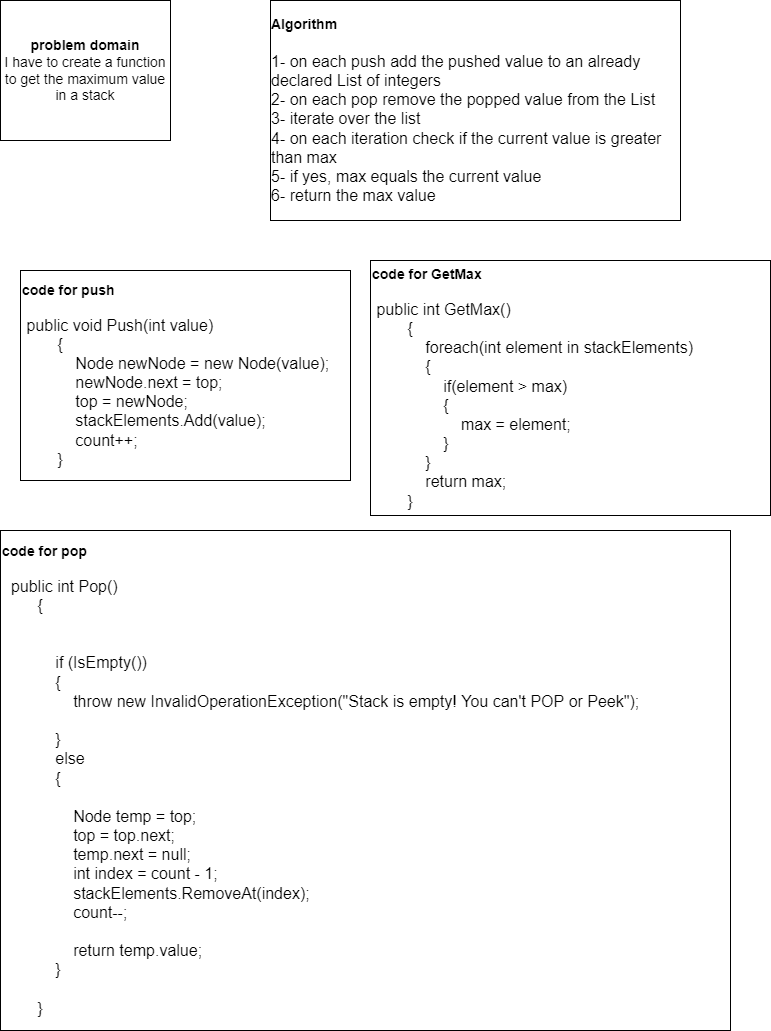 problem domain
I have to create a function
to get the maximum value
in a stack
Algorithm
1- on each push add the pushed value to an already
declared List of integers
2- on each pop remove the popped value from the List
3- iterate over the list
4- on each iteration check if the current value is greater
than max
5- if yes, max equals the current value
6- return the max value
code for push
public void Push(int value)
{
Node newNode = new Node(value);
newNode.next = top;
top = newNode;
stackElements.Add(value);
count++;
}
code for GetMax
public int GetMax()
{
foreach(int element in stackElements)
{
if(element > max)
{
max = element;
}
}
return max;
}
code for pop
public int Pop()
{
if (IsEmpty())
{
throw new InvalidOperationException("Stack is empty! You can't POP or Peek");
}
else
{
Node temp = top;
top = top.next;
temp.next = null;
int index = count - 1;
stackElements.RemoveAt(index);
count--;
return temp.value;
}
}